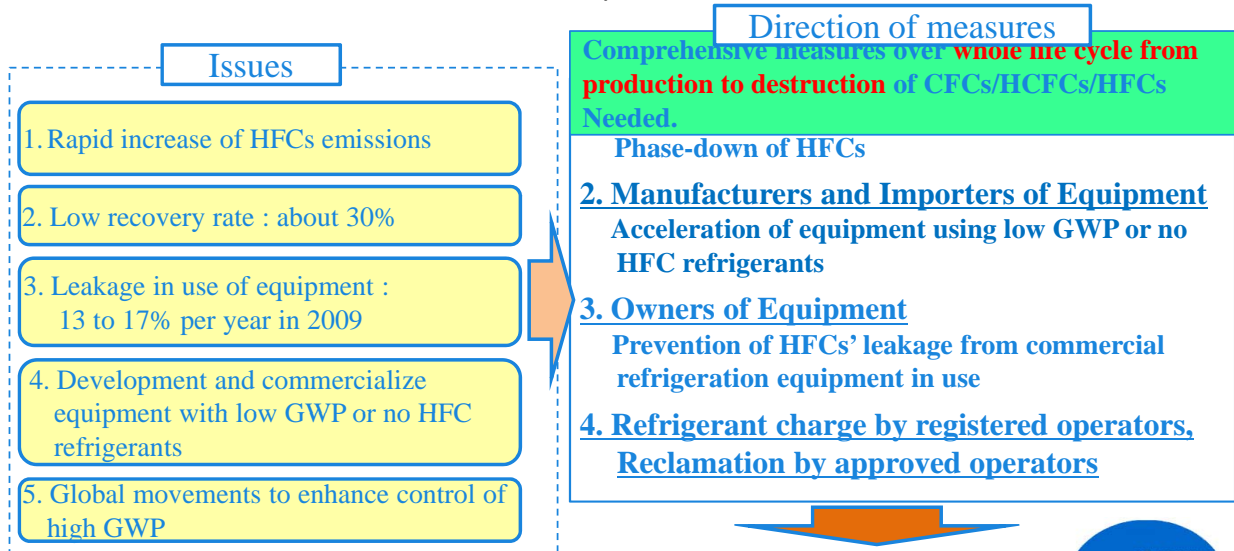 Issues
1. Rapid increase of HFCs emissions
2. Low recovery rate : about 30%
3. Leakage in use of equipment :
13 to 17% per year in 2009
4. Development and commercialize
equipment with low GWP or no HFC
refrigerants
5. Global movements to enhance control of
high GWP
Direction of measures
Comprehensive measures over whole life cycle from
production to destruction of CFCs/HCFCs/HFCs
Needed.
Phase-down of HFCs
2. Manufacturers and Importers of Equipment
Acceleration of equipment using low GWP or no
HFC refrigerants
3. Owners of Equipment
Prevention of HFCs’ leakage from commercial
refrigeration equipment in use
4. Refrigerant charge by registered operators,
Reclamation by approved operators